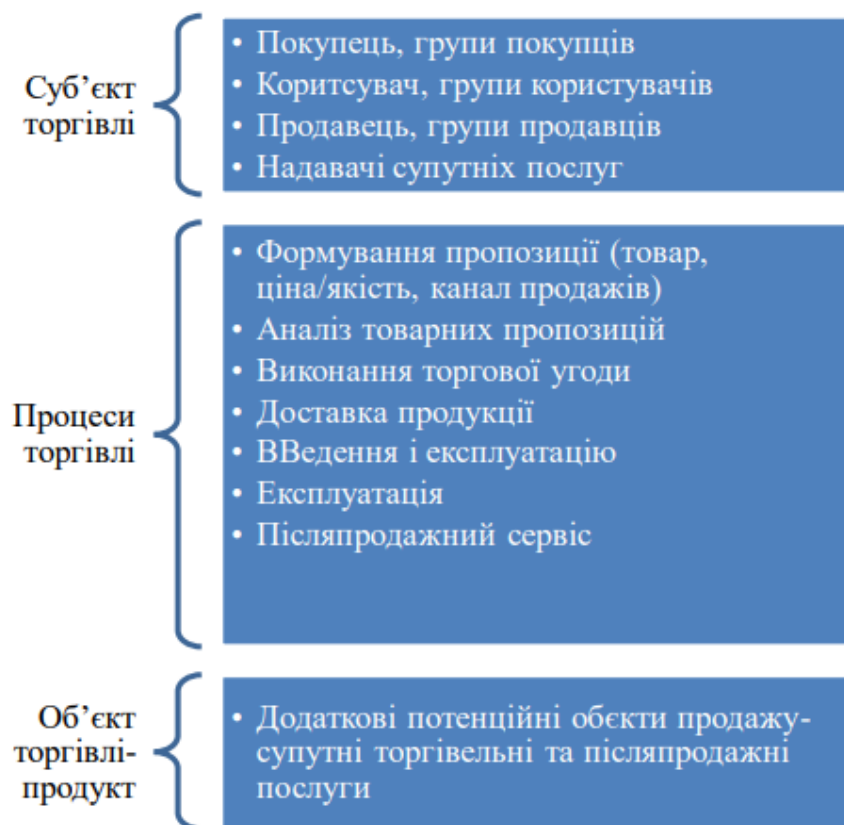 Суб’єкт
торгівлі
• Покупець, групи покупців
• Коритсувач, групи користувачів
• Продавець, групи продавців
• Надавачі супутніх послуг
Процеси
торгівлі
• Формування пропозиції (товар,
ціна/якість, канал продажів)
• Аналіз товарних пропозицій
• Виконання торгової угоди
• Доставка продукції
• ВВедення і експлуатацію
• Експлуатація
• Післяпродажний сервіс
Об’єкт
торгівлі-
продукт
• Додаткові потенційні обєкти продажу-
супутні торгівельні та післяпродажні
послуги